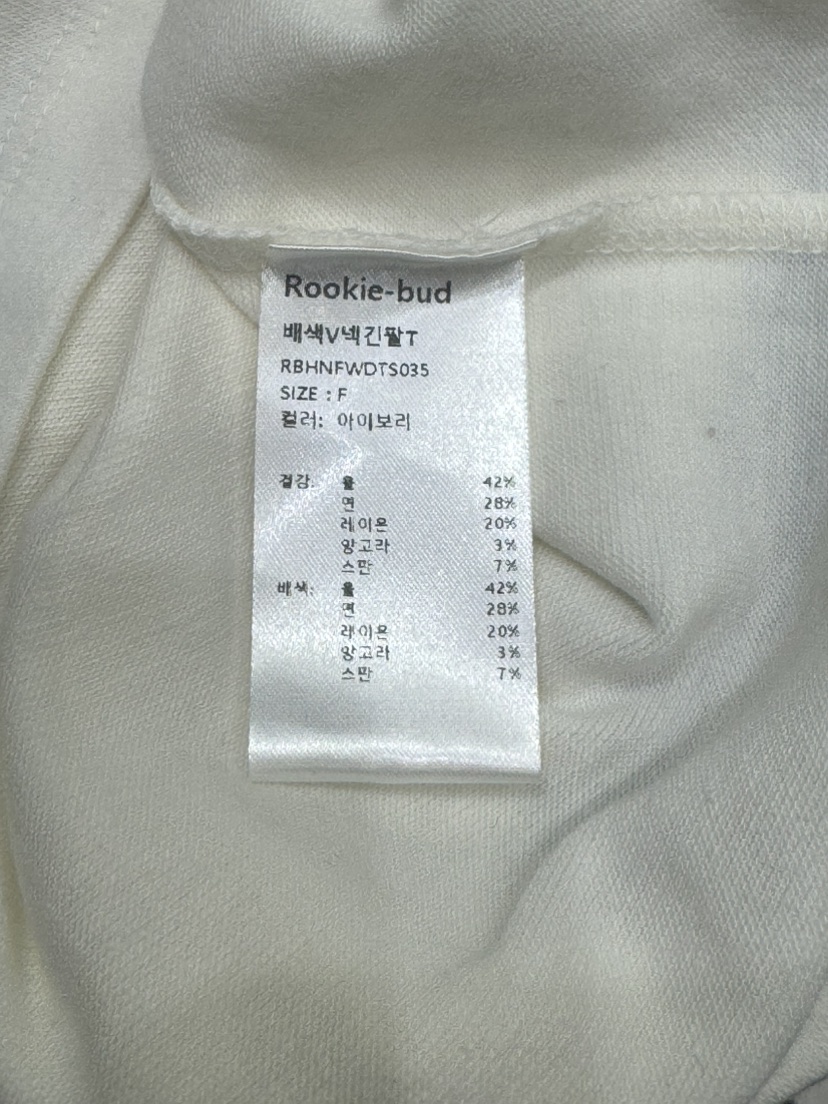 Rookie-bud
배색V넥긴팔T
RBHNFWDTS035
SIZE : F
컬러: 아이보리
겉감: 울 42%
면 28%
레이온 20%
앙고라 3%
스판 7%
배색: 울 42%
면 28%
레이온 20%
앙고라 3%
스판 7%